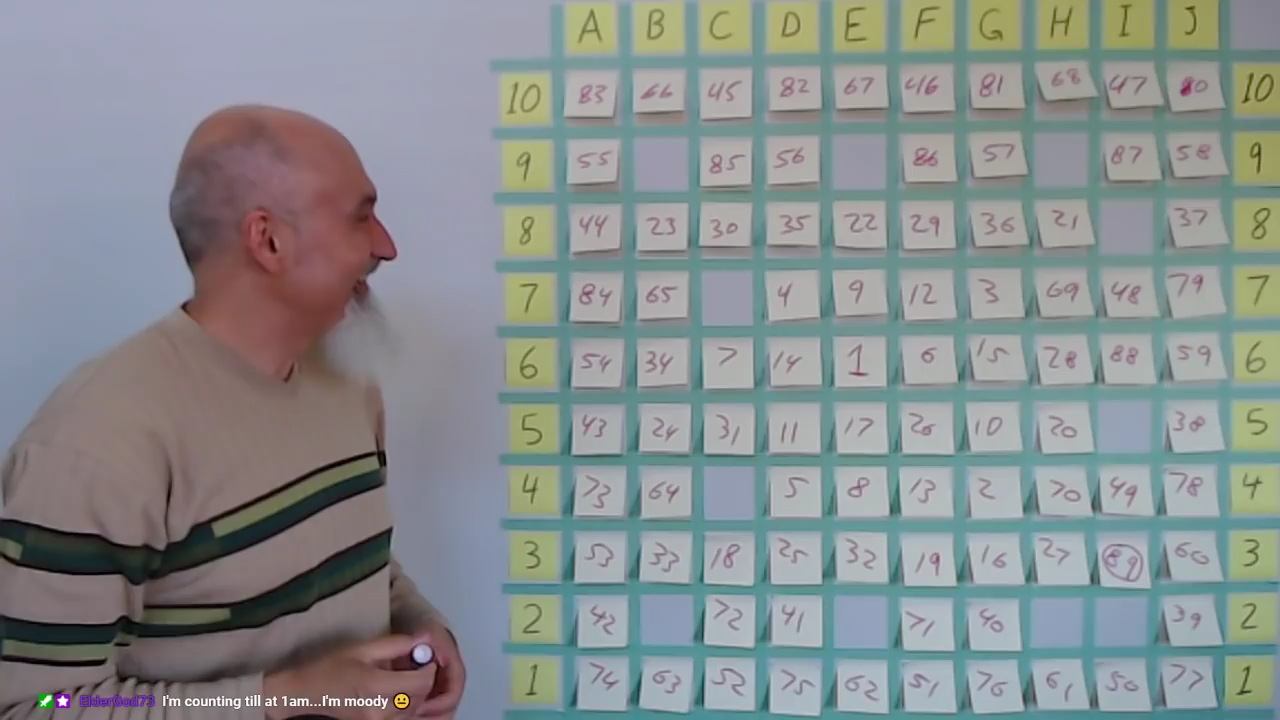 A B C D E F G H I J
10 83 66 45 82 67 46 81 68 47 80 10
9 55 85 56 86 57 87 58 9
8 44 23 30 35 22 29 36 21 37 8
7 84 65 4 9 12 3 69 48 79 7
6 54 34 7 14 1 6 15 28 88 59 6
5 43 24 31 11 17 26 10 20 38 5
4 73 64 5 8 13 2 70 49 78 4
3 53 33 18 25 32 19 16 27 89 60 3
2 42 72 41 71 40 39 2
1 74 63 52 75 62 51 76 61 50 77 1
ElderGod73 I'm counting till at 1am...I'm moody 😐